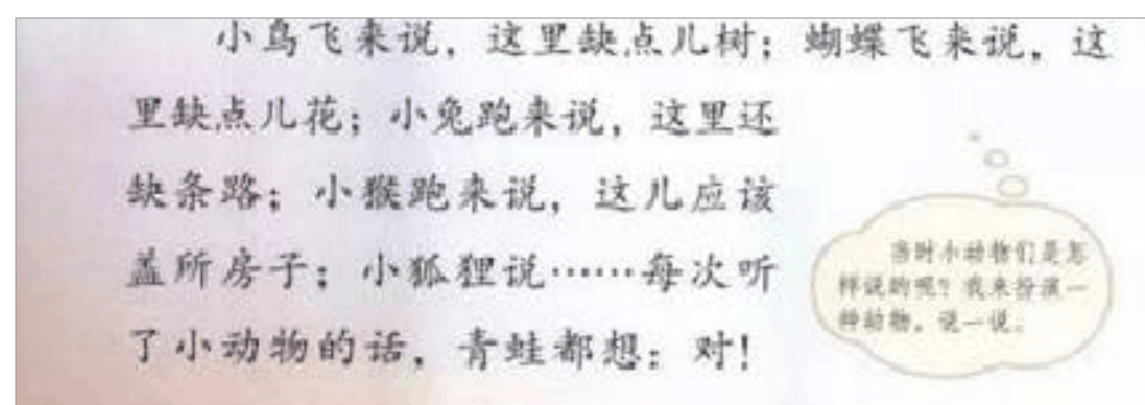 小鸟飞来说，这里缺点儿树；蝴蝶飞来说，这
里缺点儿花；小兔跑来说，这里还
缺条路；小猴跑来说，这儿应该
盖所房子；小狐狸说……每次听
了小动物的话，青蛙都想：对！
当时小动物们是怎
样说的呢？我来扮演一
种动物，说一说。